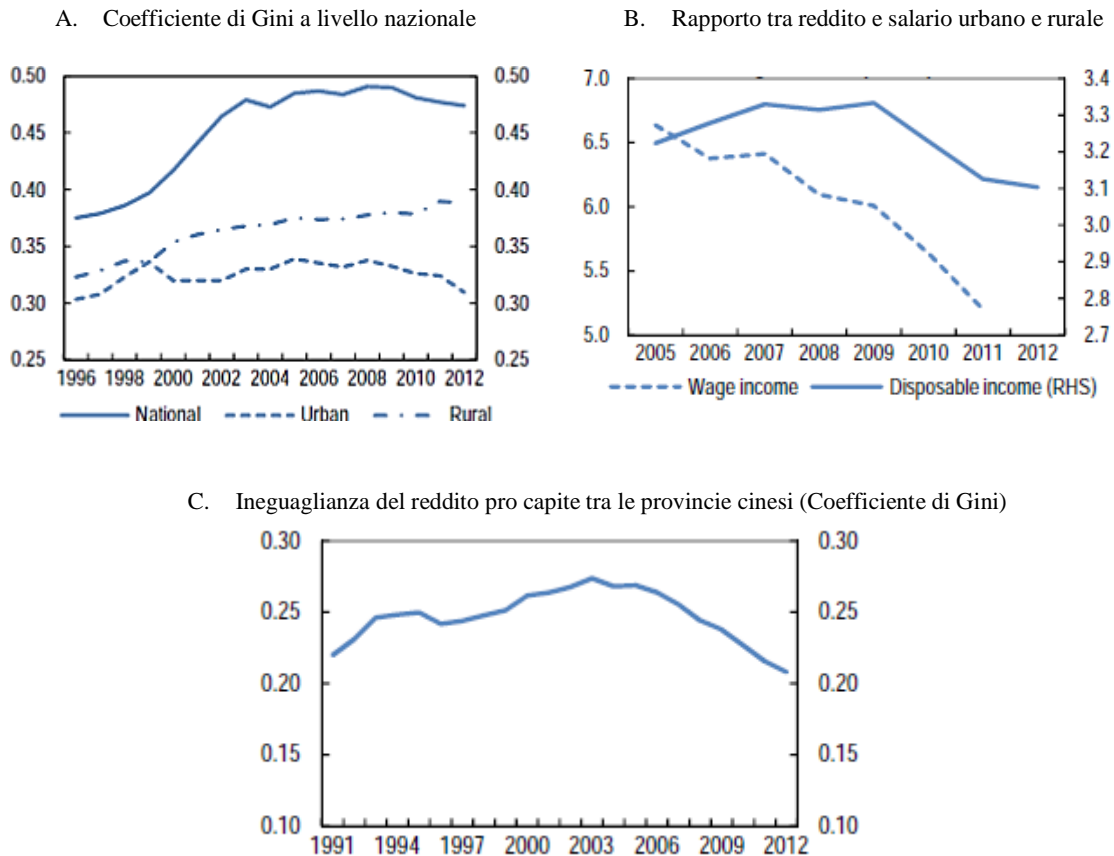 A. Coefficiente di Gini a livello nazionale
B. Rapporto tra reddito e salario urbano e rurale
0.50 0.50
0.45 0.45
0.40 0.40
0.35 0.35
0.30 0.30
0.25 0.25
1996 1998 2000 2002 2004 2006 2008 2010 2012
National Urban Rural
7.0 3.4
3.3
6.5 3.2
3.1
6.0 3.0
5.5 2.9
2.8
5.0 2.7
2005 2006 2007 2008 2009 2010 2011 2012
Wage income Disposable income (RHS)
C. Ineguaglianza del reddito pro capite tra le provincie cinesi (Coefficiente di Gini)
0.30 0.30
0.25 0.25
0.20 0.20
0.15 0.15
0.10 0.10
1991 1994 1997 2000 2003 2006 2009 2012